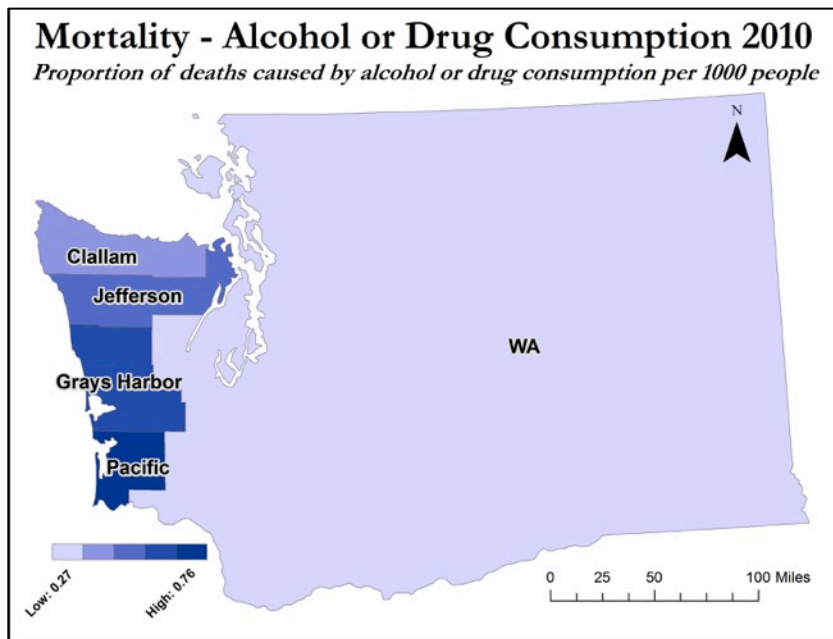 Mortality - Alcohol or Drug Consumption 2010
Proportion of deaths caused by alcohol or drug consumption per 1000 people
N
Clallam
Jefferson
WA
Grays Harbor
Pacific
Low: 0.27
High: 0.76
0 25 50 100 Miles